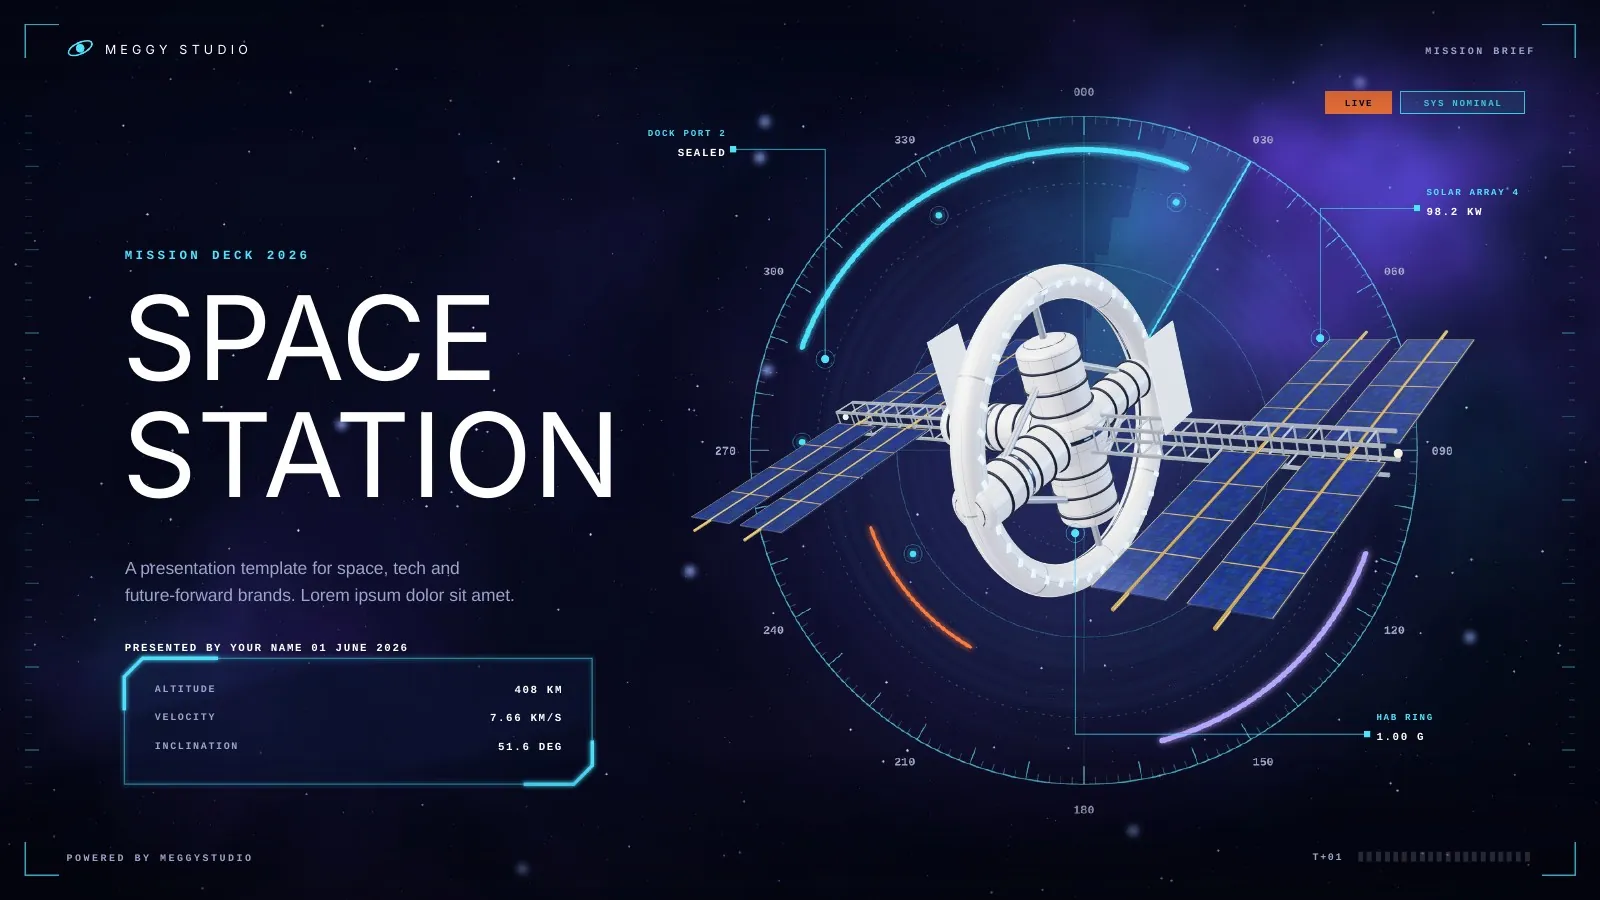 MEGGY STUDIO
MISSION BRIEF
LIVE
SYS NOMINAL
MISSION DECK 2026
SPACE
STATION
A presentation template for space, tech and
future-forward brands. Lorem ipsum dolor sit amet.
PRESENTED BY YOUR NAME 01 JUNE 2026
ALTITUDE 408 KM
VELOCITY 7.66 KM/S
INCLINATION 51.6 DEG
DOCK PORT 2
SEALED
SOLAR ARRAY 4
98.2 KW
HAB RING
1.00 G
000
030
060
090
120
150
180
210
240
270
300
330
POWERED BY MEGGYSTUDIO
T+01